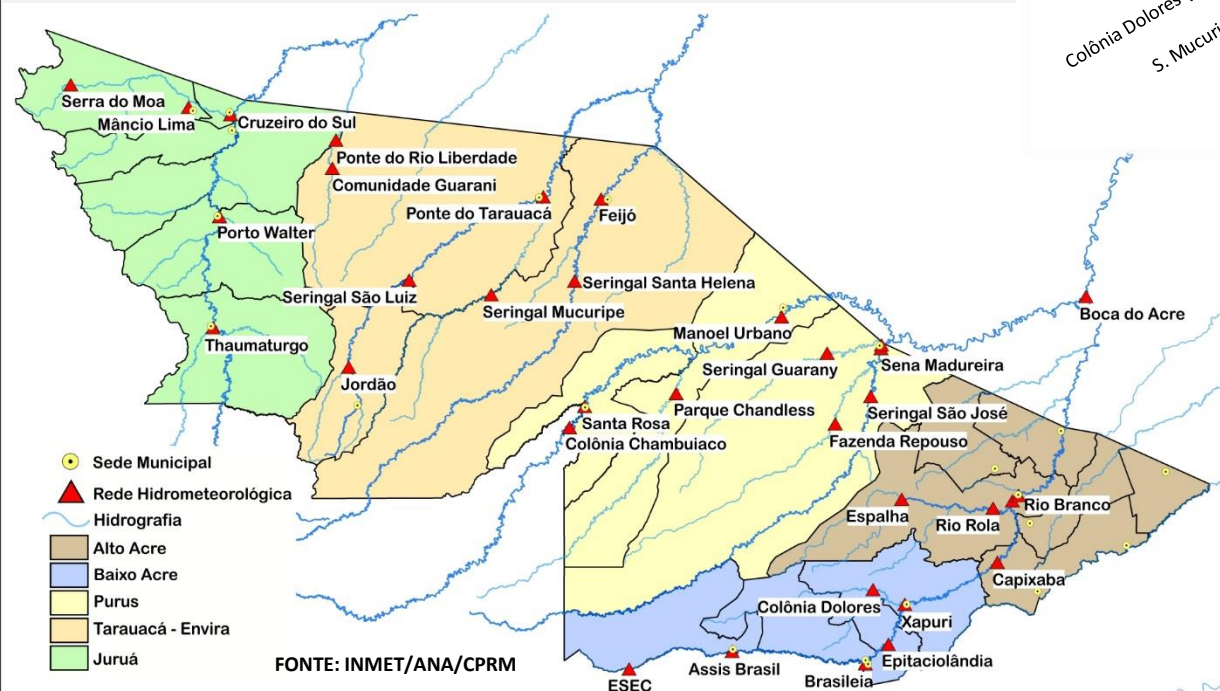 Colônia Dolores
S. Mucuri
Serra do Moa
Mâncio Lima
Cruzeiro do Sul
Ponte do Rio Liberdade
Comunidade Guarani
Ponte do Tarauacá
Feijó
Porto Walter
Seringal São Luiz
Seringal Mucuripe
Seringal Santa Helena
Thaumaturgo
Jordão
Manoel Urbano
Boca do Acre
Seringal Guarany
Sena Madureira
Parque Chandless
Seringal São José
Santa Rosa
Colônia Chambuiaco
Fazenda Repouso
Espalha
Rio Rola
Rio Branco
Capixaba
Colônia Dolores
Xapuri
Epitaciolândia
Assis Brasil
Brasileia
ESEC
Sede Municipal
Rede Hidrometeorológica
Hidrografia
Alto Acre
Baixo Acre
Purus
Tarauacá - Envira
Juruá
FONTE: INMET/ANA/CPRM